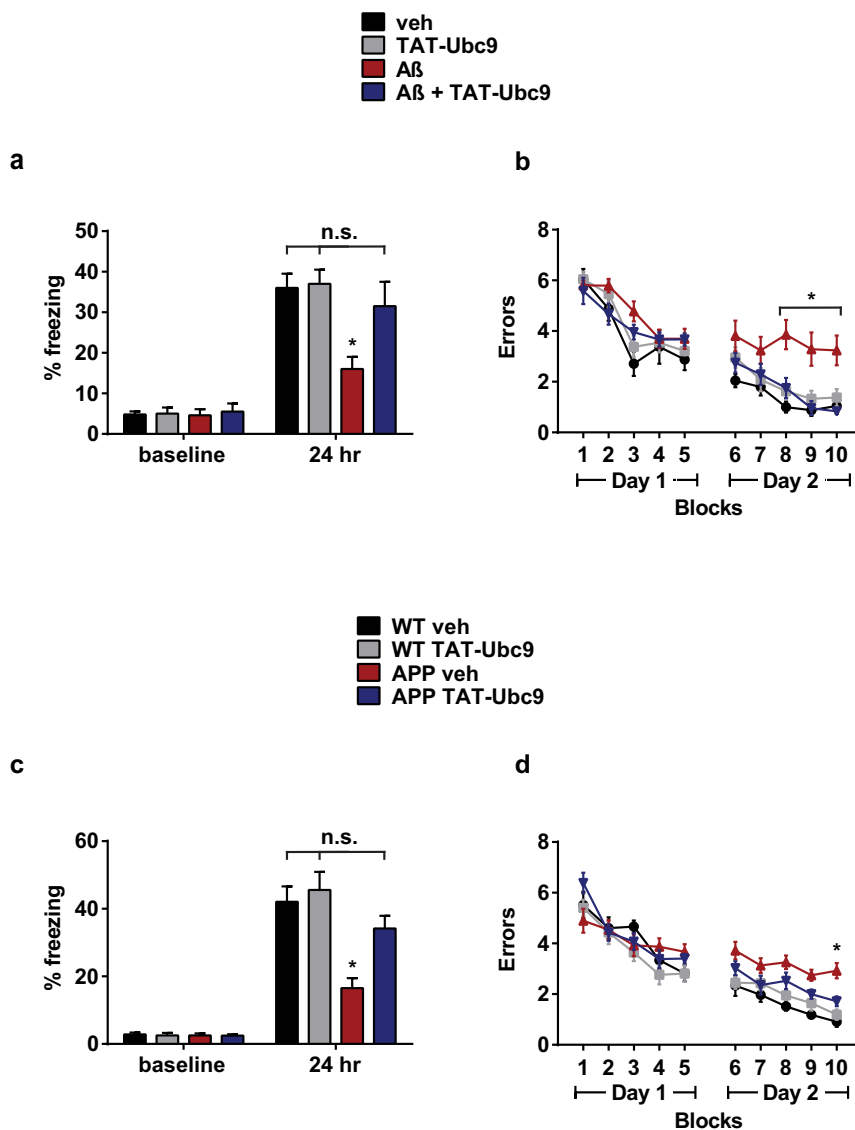 veh
TAT-Ubc9
Aß
Aß + TAT-Ubc9
a
% freezing
50
40
30
20
10
0
n.s.
*
baseline
24 hr
b
Errors
8
6
4
2
0
*
1 2 3 4 5 6 7 8 9 10
Day 1 Day 2
Blocks
WT veh
WT TAT-Ubc9
APP veh
APP TAT-Ubc9
c
% freezing
60
40
20
0
n.s.
*
baseline
24 hr
d
Errors
8
6
4
2
0
*
1 2 3 4 5 6 7 8 9 10
Day 1 Day 2
Blocks